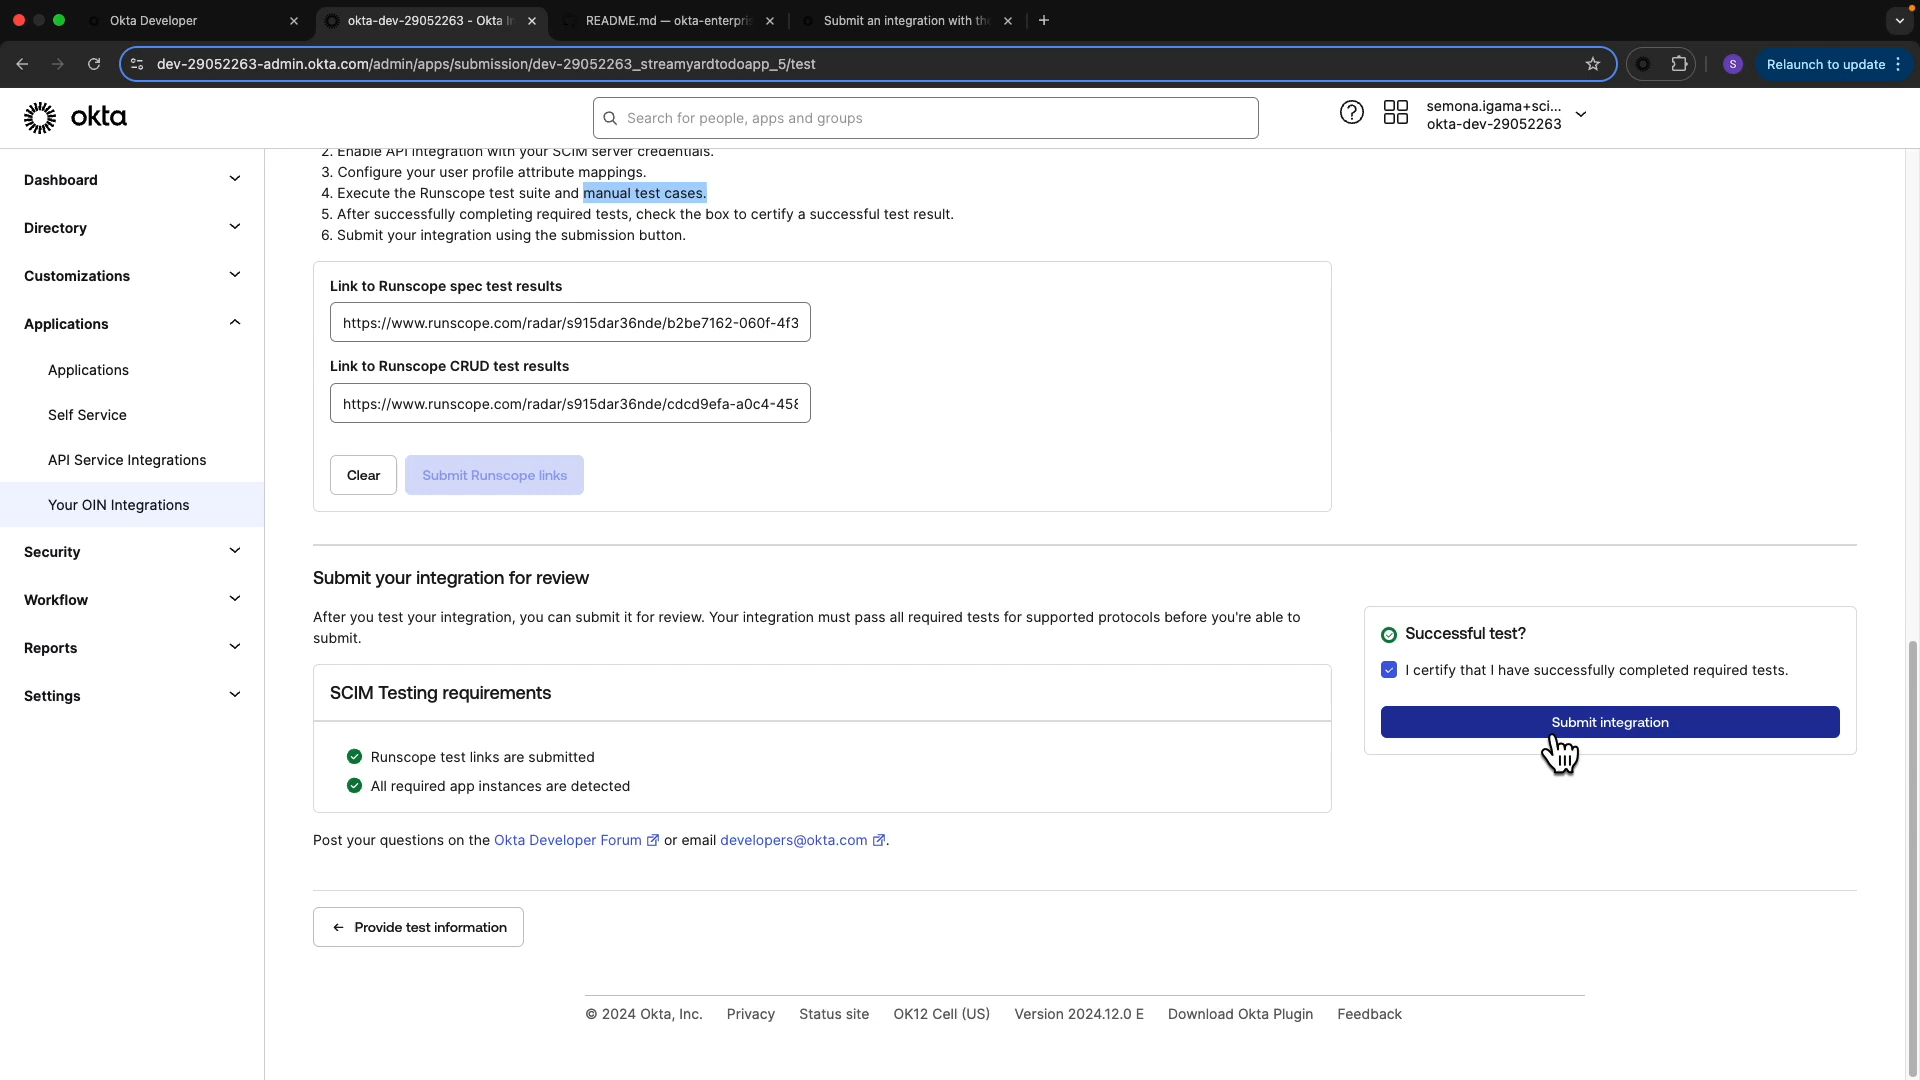 Okta Developer
okta-dev-29052263 - Okta I
README.md — okta-enterpri
Submit an integration with th
dev-29052263-admin.okta.com/admin/apps/submission/dev-29052263_streamyardtodoapp_5/test
S
Relaunch to update
okta
Search for people, apps and groups
semona.igama+sci...
okta-dev-29052263
Dashboard
Directory
Customizations
Applications
Applications
Self Service
API Service Integrations
Your OIN Integrations
Security
Workflow
Reports
Settings
2. Enable API integration with your SCIM server credentials.
3. Configure your user profile attribute mappings.
4. Execute the Runscope test suite and manual test cases.
5. After successfully completing required tests, check the box to certify a successful test result.
6. Submit your integration using the submission button.
Link to Runscope spec test results
https://www.runscope.com/radar/s915dar36nde/b2be7162-060f-4f3
Link to Runscope CRUD test results
https://www.runscope.com/radar/s915dar36nde/cdcd9efa-a0c4-458
Clear
Submit Runscope links
Submit your integration for review
After you test your integration, you can submit it for review. Your integration must pass all required tests for supported protocols before you're able to
submit.
SCIM Testing requirements
Runscope test links are submitted
All required app instances are detected
Successful test?
I certify that I have successfully completed required tests.
Submit integration
Post your questions on the Okta Developer Forum or email developers@okta.com .
← Provide test information
© 2024 Okta, Inc. Privacy Status site OK12 Cell (US) Version 2024.12.0 E Download Okta Plugin Feedback